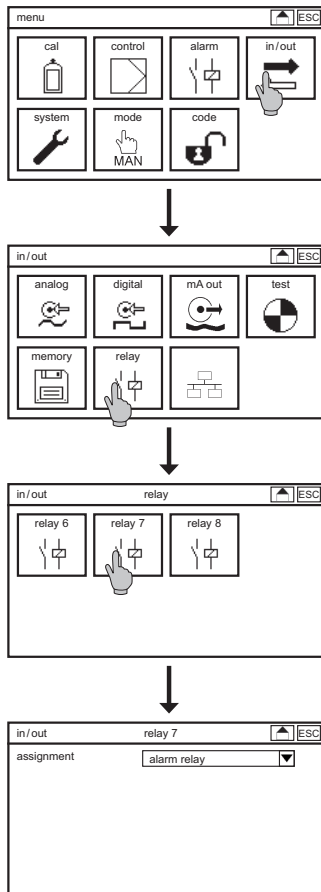 menu ESC
cal control alarm in/out
system mode code
MAN
in/out ESC
analog digital mA out test
memory relay
in/out relay ESC
relay 6 relay 7 relay 8
in/out relay 7 ESC
assignment alarm relay